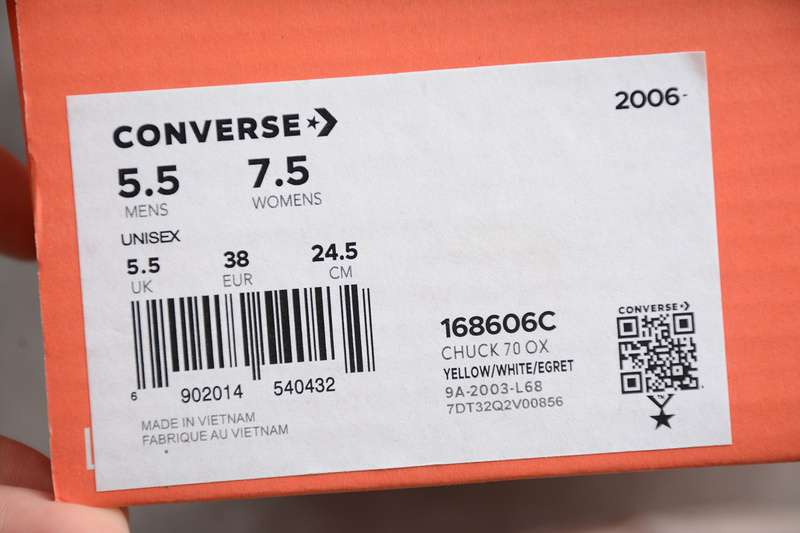 CONVERSE
2006-
5.5 7.5
MENS WOMENS
UNISEX
5.5 38 24.5
UK EUR CM
6 902014 540432
MADE IN VIETNAM
FABRIQUE AU VIETNAM
168606C
CHUCK 70 OX
YELLOW/WHITE/EGRET
9A-2003-L68
7DT32Q2V00856
CONVERSE